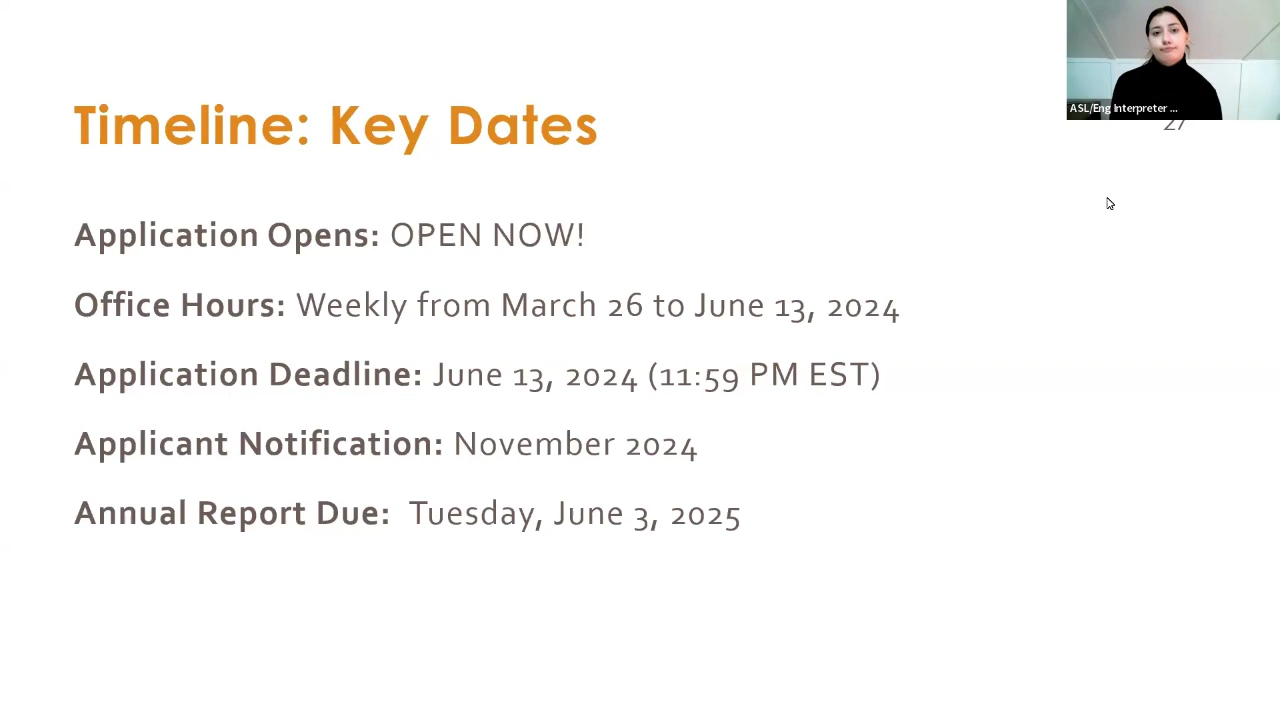 Timeline: Key Dates
ASL/Eng Interpreter ...
27
Application Opens: OPEN NOW!
Office Hours: Weekly from March 26 to June 13, 2024
Application Deadline: June 13, 2024 (11:59 PM EST)
Applicant Notification: November 2024
Annual Report Due: Tuesday, June 3, 2025